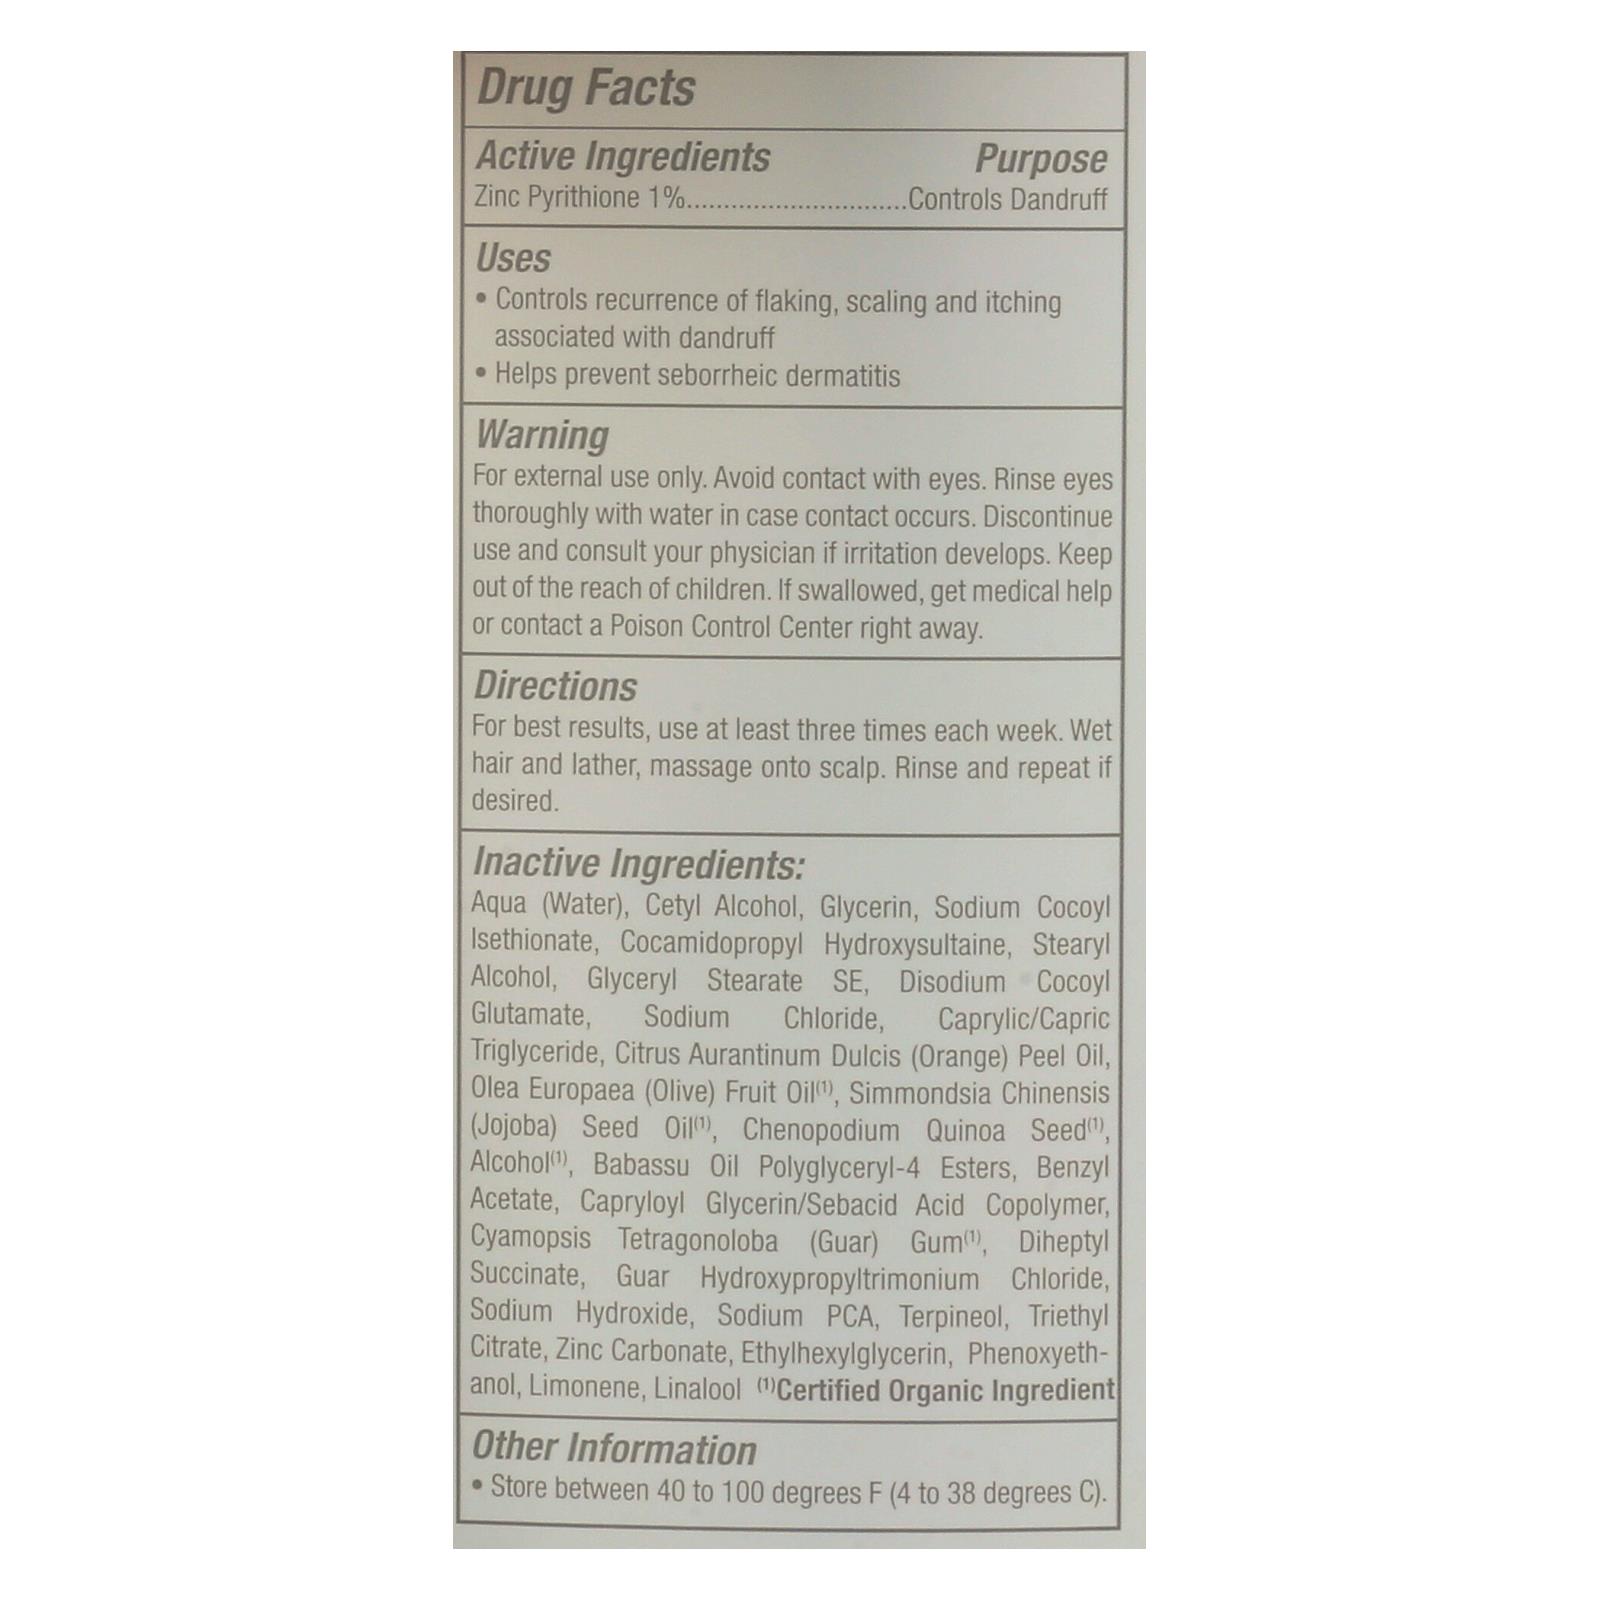 Drug Facts
Active Ingredients Purpose
Zinc Pyrithione 1%..............................Controls Dandruff
Uses
• Controls recurrence of flaking, scaling and itching
associated with dandruff
• Helps prevent seborrheic dermatitis
Warning
For external use only. Avoid contact with eyes. Rinse eyes
thoroughly with water in case contact occurs. Discontinue
use and consult your physician if irritation develops. Keep
out of the reach of children. If swallowed, get medical help
or contact a Poison Control Center right away.
Directions
For best results, use at least three times each week. Wet
hair and lather, massage onto scalp. Rinse and repeat if
desired.
Inactive Ingredients:
Aqua (Water), Cetyl Alcohol, Glycerin, Sodium Cocoyl
Isethionate, Cocamidopropyl Hydroxysultaine, Stearyl
Alcohol, Glyceryl Stearate SE, Disodium Cocoyl
Glutamate, Sodium Chloride, Caprylic/Capric
Triglyceride, Citrus Aurantinum Dulcis (Orange) Peel Oil,
Olea Europaea (Olive) Fruit Oil(1), Simmondsia Chinensis
(Jojoba) Seed Oil(1), Chenopodium Quinoa Seed(1),
Alcohol(1), Babassu Oil Polyglyceryl-4 Esters, Benzyl
Acetate, Capryloyl Glycerin/Sebacid Acid Copolymer,
Cyamopsis Tetragonoloba (Guar) Gum(1), Diheptyl
Succinate, Guar Hydroxypropyltrimonium Chloride,
Sodium Hydroxide, Sodium PCA, Terpineol, Triethyl
Citrate, Zinc Carbonate, Ethylhexylglycerin, Phenoxyeth-
anol, Limonene, Linalool (1)Certified Organic Ingredient
Other Information
• Store between 40 to 100 degrees F (4 to 38 degrees C).